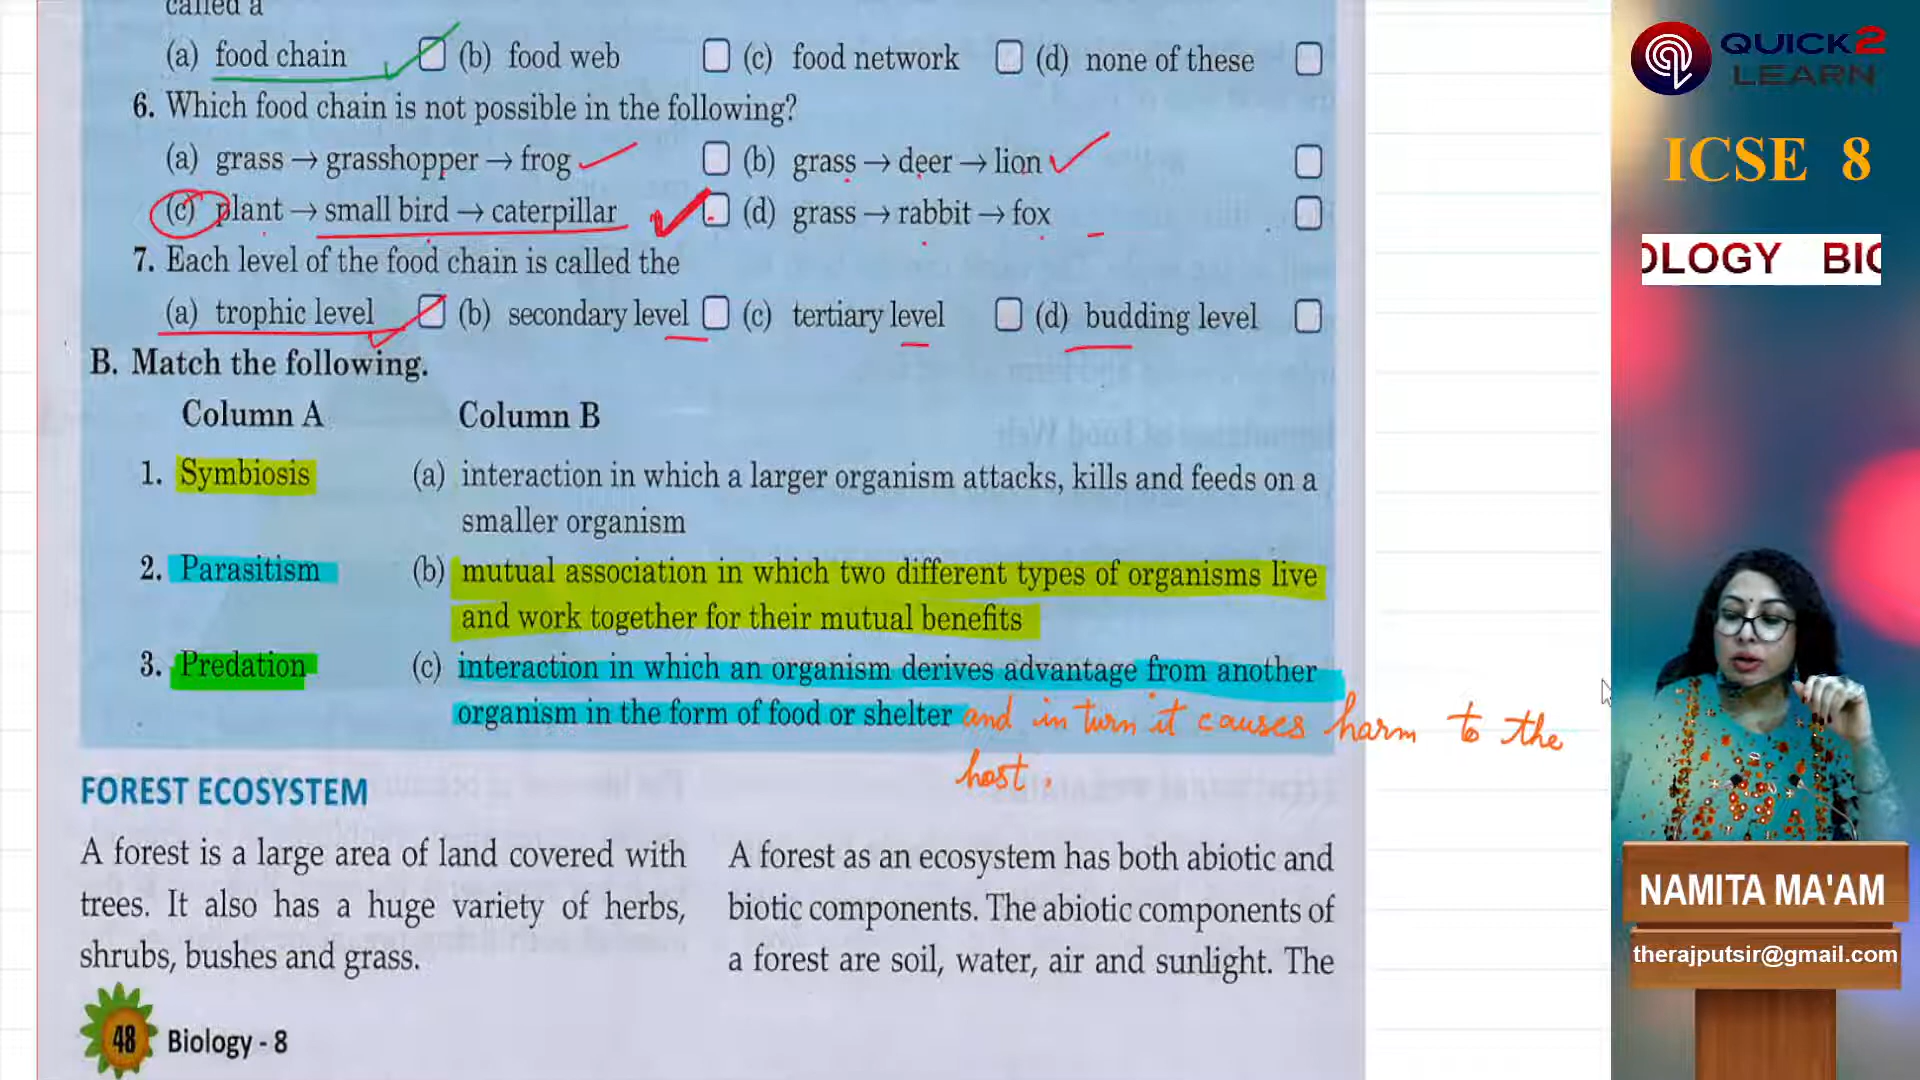 called a
(a) food chain (b) food web (c) food network (d) none of these
6. Which food chain is not possible in the following?
(a) grass → grasshopper → frog (b) grass → deer → lion
(c) plant → small bird → caterpillar (d) grass → rabbit → fox
7. Each level of the food chain is called the
(a) trophic level (b) secondary level (c) tertiary level (d) budding level
B. Match the following.
Column A Column B
1. Symbiosis (a) interaction in which a larger organism attacks, kills and feeds on a
smaller organism
2. Parasitism (b) mutual association in which two different types of organisms live
and work together for their mutual benefits
3. Predation (c) interaction in which an organism derives advantage from another
organism in the form of food or shelter and in turn it causes harm to the
host.
FOREST ECOSYSTEM
A forest is a large area of land covered with
trees. It also has a huge variety of herbs,
shrubs, bushes and grass.
A forest as an ecosystem has both abiotic and
biotic components. The abiotic components of
a forest are soil, water, air and sunlight. The
48 Biology - 8
QUICK2
LEARN
ICSE 8
OLOGY BIO
NAMITA MA'AM
therajputsir@gmail.com